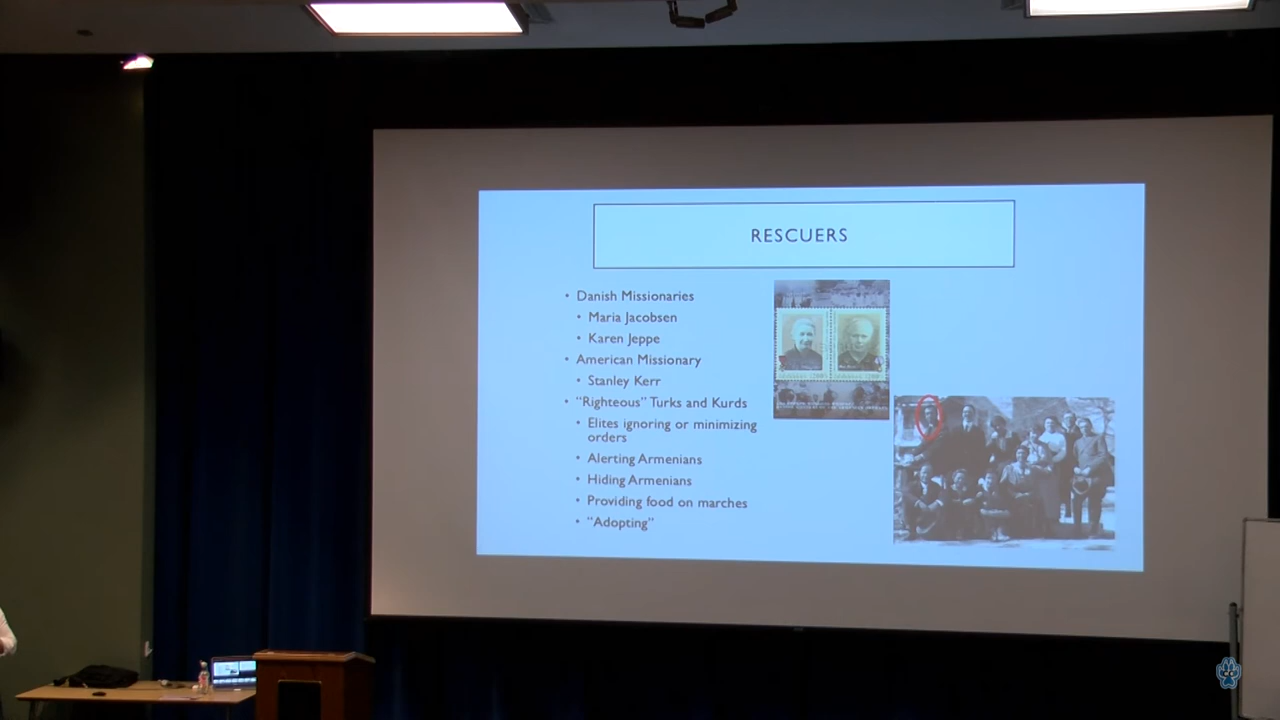 RESCUERS
• Danish Missionaries
• Maria Jacobsen
• Karen Jeppe
• American Missionary
• Stanley Kerr
• “Righteous” Turks and Kurds
• Elites ignoring or minimizing
orders
• Alerting Armenians
• Hiding Armenians
• Providing food on marches
• “Adopting”